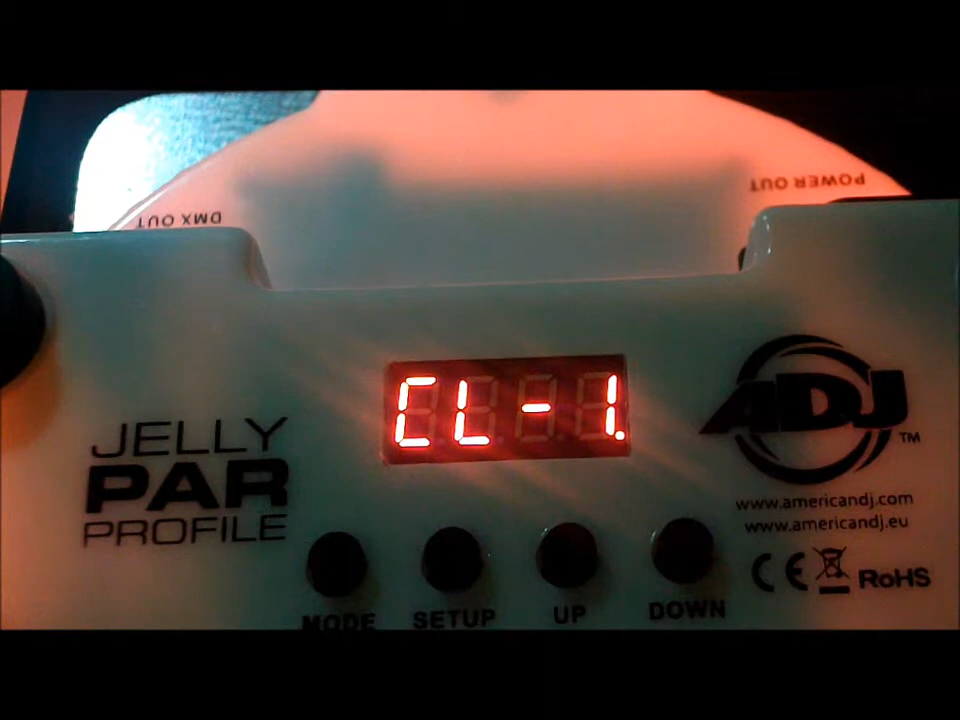 POWER OUT
DMX OUT
CL-1.
JELLY
PAR
PROFILE
ADJ™
www.americandj.com
www.americandj.eu
CE RoHS
MODE SETUP UP DOWN